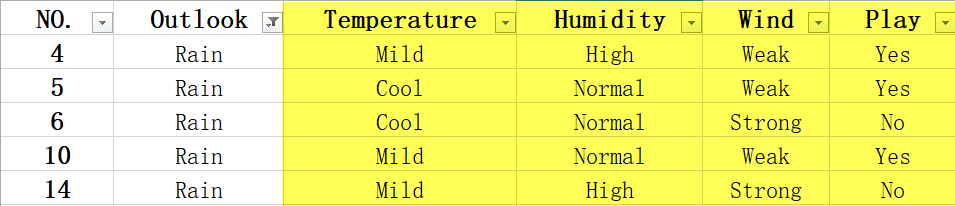 NO. Outlook Temperature Humidity Wind Play
4 Rain Mild High Weak Yes
5 Rain Cool Normal Weak Yes
6 Rain Cool Normal Strong No
10 Rain Mild Normal Weak Yes
14 Rain Mild High Strong No